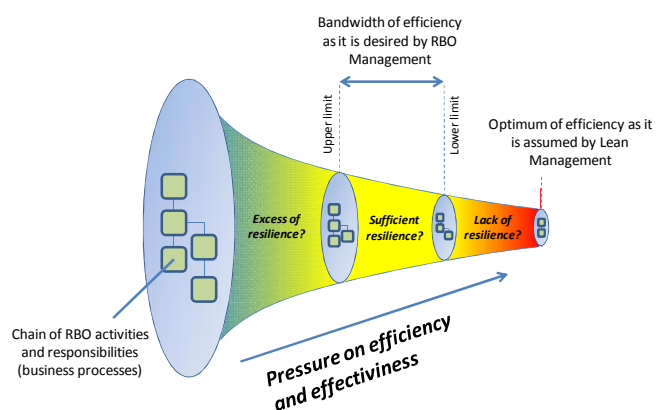 Bandwidth of efficiency
as it is desired by RBO
Management
Upper limit
Lower limit
Optimum of efficiency as it
is assumed by Lean
Management
Excess of
resilience?
Sufficient
resilience?
Lack of
resilience?
Chain of RBO activities
and responsibilities
(business processes)
Pressure on efficiency
and effectiviness